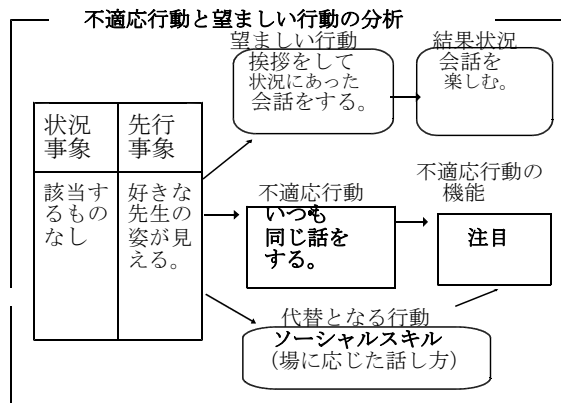 不適応行動と望ましい行動の分析
望ましい行動
挨拶をして
状況にあった
会話をする。
結果状況
会話を
楽しむ。
状況
事象
先行
事象
該当す
るもの
なし
好きな
先生の
姿が見
える。
不適応行動
いつも
同じ話を
する。
不適応行動の
機能
注目
代替となる行動
ソーシャルスキル
(場に応じた話し方)